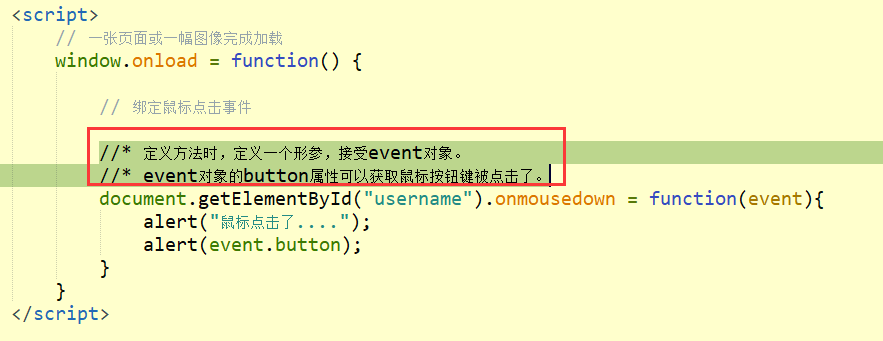 <script>
// 一张页面或一幅图像完成加载
window.onload = function() {
// 绑定鼠标点击事件
//* 定义方法时，定义一个形参，接受event对象。
//* event对象的button属性可以获取鼠标按钮键被点击了。
document.getElementById("username").onmousedown = function(event){
alert("鼠标点击了....");
alert(event.button);
}
}
</script>